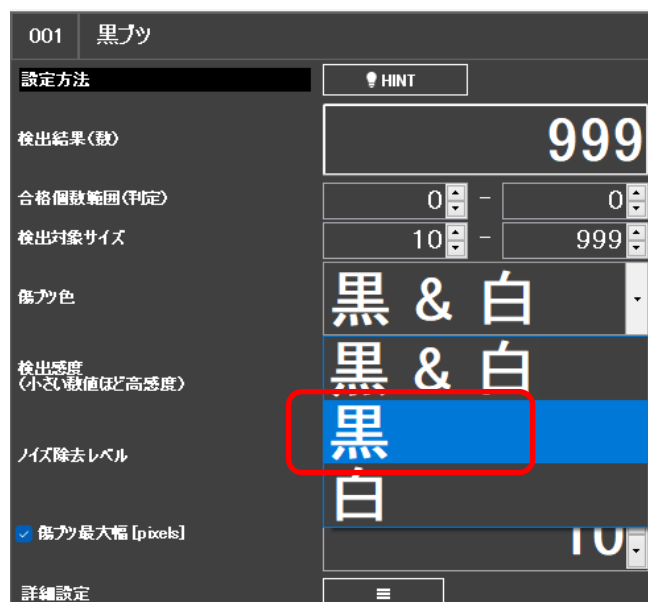 001 黒ブツ
設定方法 HINT
検出結果(数) 999
合格個数範囲(判定) 0 - 0
検出対象サイズ 10 - 999
傷ブツ色 黒 & 白
黒 & 白
検出感度
(小さい数値ほど高感度)
黒
ノイズ除去レベル
白
傷ブツ最大幅 [pixels] 10
詳細設定